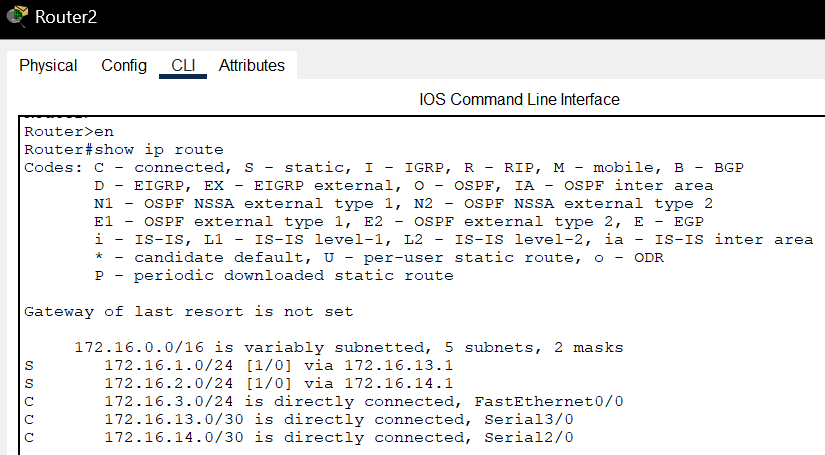 Router2
Physical Config CLI Attributes
IOS Command Line Interface
Router>en
Router#show ip route
Codes: C - connected, S - static, I - IGRP, R - RIP, M - mobile, B - BGP
D - EIGRP, EX - EIGRP external, O - OSPF, IA - OSPF inter area
N1 - OSPF NSSA external type 1, N2 - OSPF NSSA external type 2
E1 - OSPF external type 1, E2 - OSPF external type 2, E - EGP
i - IS-IS, L1 - IS-IS level-1, L2 - IS-IS level-2, ia - IS-IS inter area
* - candidate default, U - per-user static route, o - ODR
P - periodic downloaded static route
Gateway of last resort is not set
172.16.0.0/16 is variably subnetted, 5 subnets, 2 masks
S 172.16.1.0/24 [1/0] via 172.16.13.1
S 172.16.2.0/24 [1/0] via 172.16.14.1
C 172.16.3.0/24 is directly connected, FastEthernet0/0
C 172.16.13.0/30 is directly connected, Serial3/0
C 172.16.14.0/30 is directly connected, Serial2/0